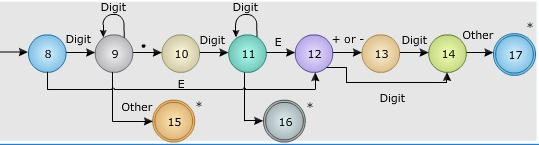 Digit Digit
8 Digit 9 • 10 Digit 11 E 12 + or - 13 Digit 14 Other 17 *
E
Digit
Other 15 * 16 *